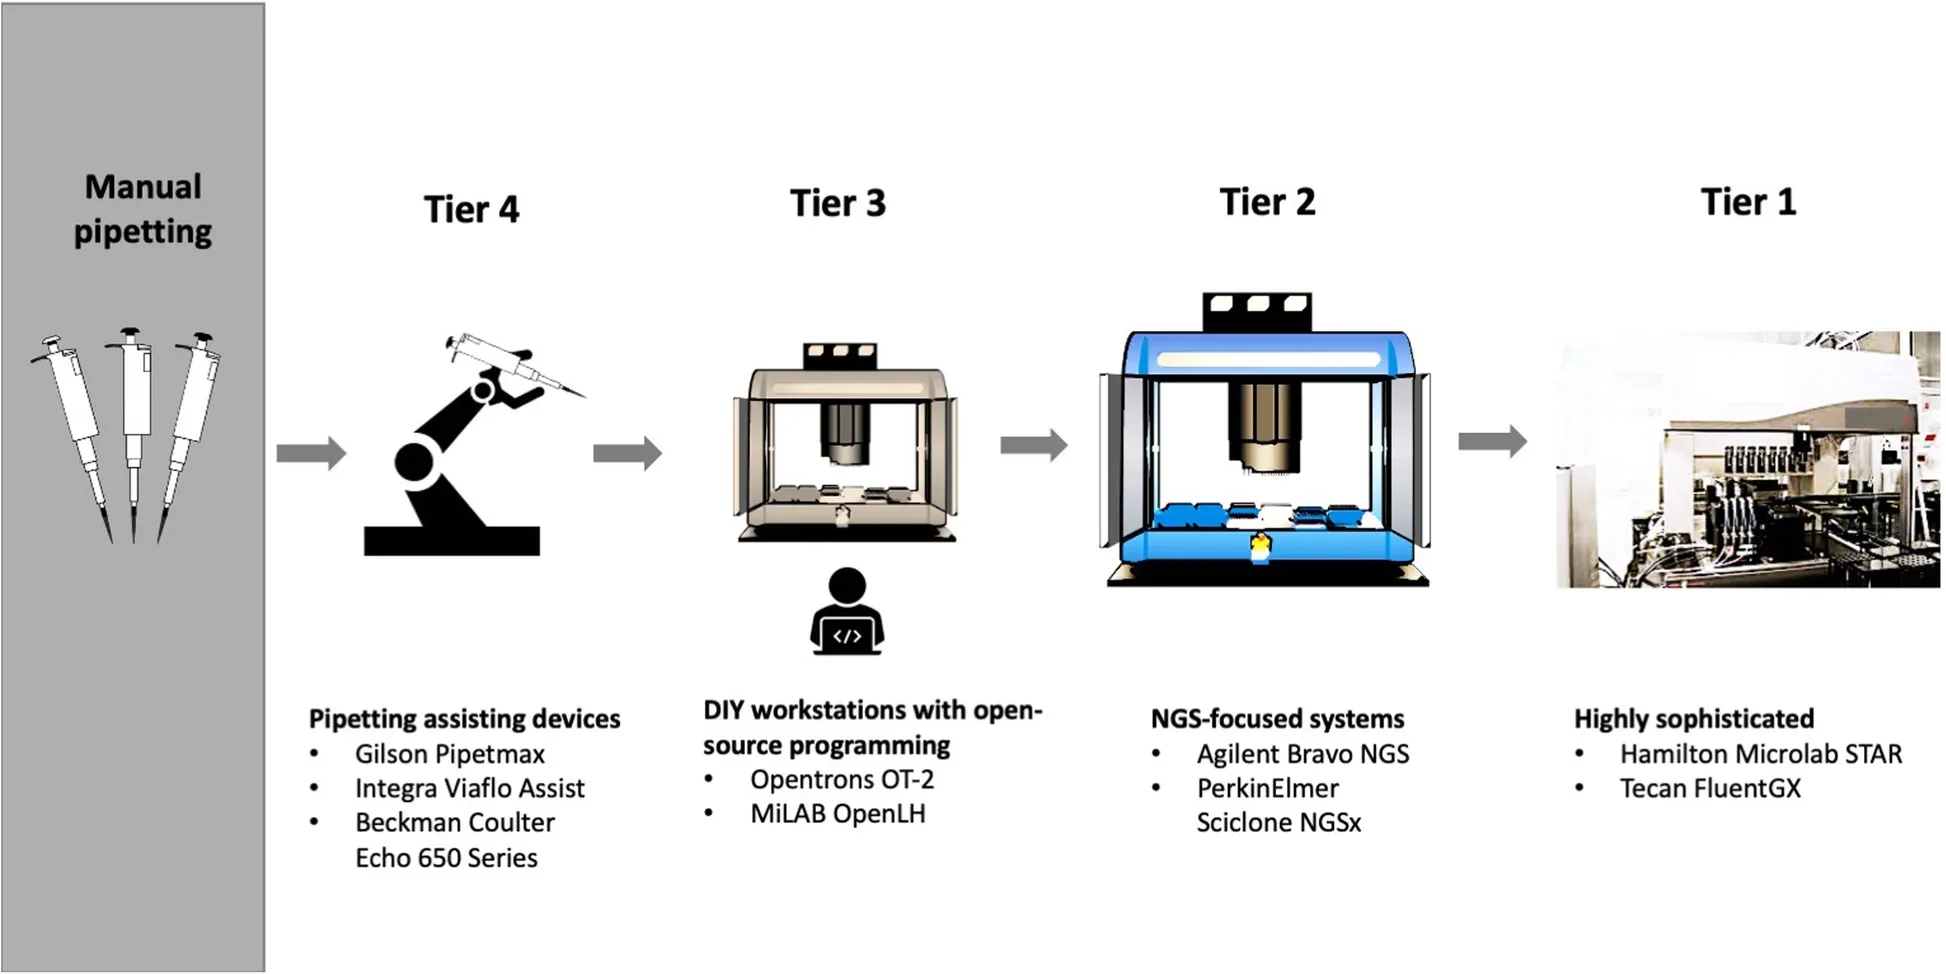 Manual
pipetting
Tier 4
Tier 3
Tier 2
Tier 1
</>
Pipetting assisting devices
• Gilson Pipetmax
• Integra Viaflo Assist
• Beckman Coulter
Echo 650 Series
DIY workstations with open-
source programming
• Opentrons OT-2
• MiLAB OpenLH
NGS-focused systems
• Agilent Bravo NGS
• PerkinElmer
Sciclone NGSx
Highly sophisticated
• Hamilton Microlab STAR
• Tecan FluentGX